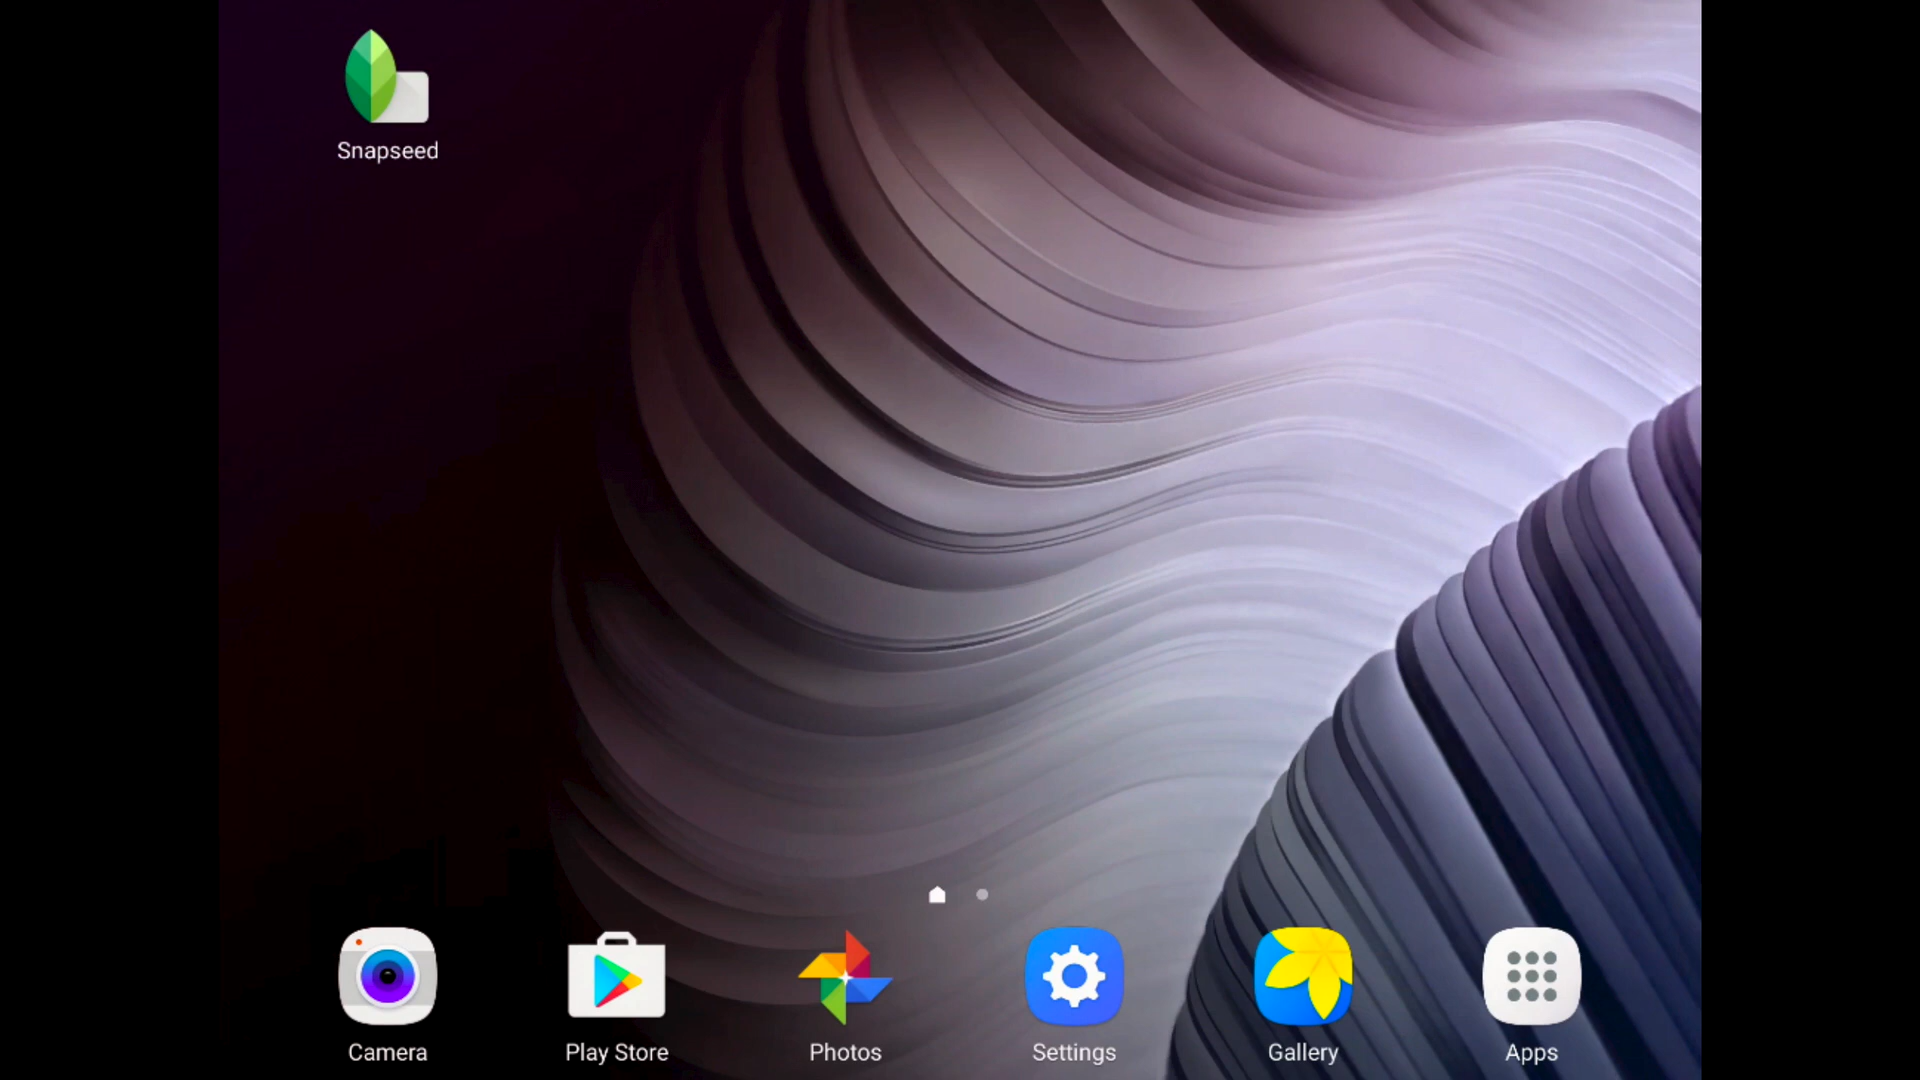 Snapseed
Camera
Play Store
Photos
Settings
Gallery
Apps